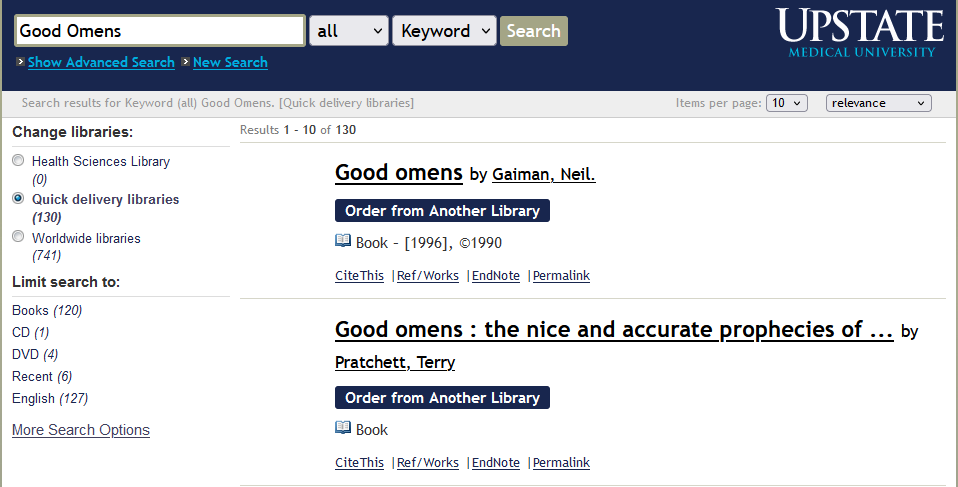 Good Omens all Keyword Search
UPSTATE
MEDICAL UNIVERSITY
Show Advanced Search New Search
Search results for Keyword (all) Good Omens. [Quick delivery libraries] Items per page: 10 relevance
Change libraries:
Health Sciences Library
(0)
Quick delivery libraries
(130)
Worldwide libraries
(741)
Limit search to:
Books (120)
CD (1)
DVD (4)
Recent (6)
English (127)
More Search Options
Results 1 - 10 of 130
Good omens by Gaiman, Neil.
Order from Another Library
Book - [1996], ©1990
CiteThis | Ref/Works | EndNote | Permalink
Good omens : the nice and accurate prophecies of ... by
Pratchett, Terry
Order from Another Library
Book
CiteThis | Ref/Works | EndNote | Permalink